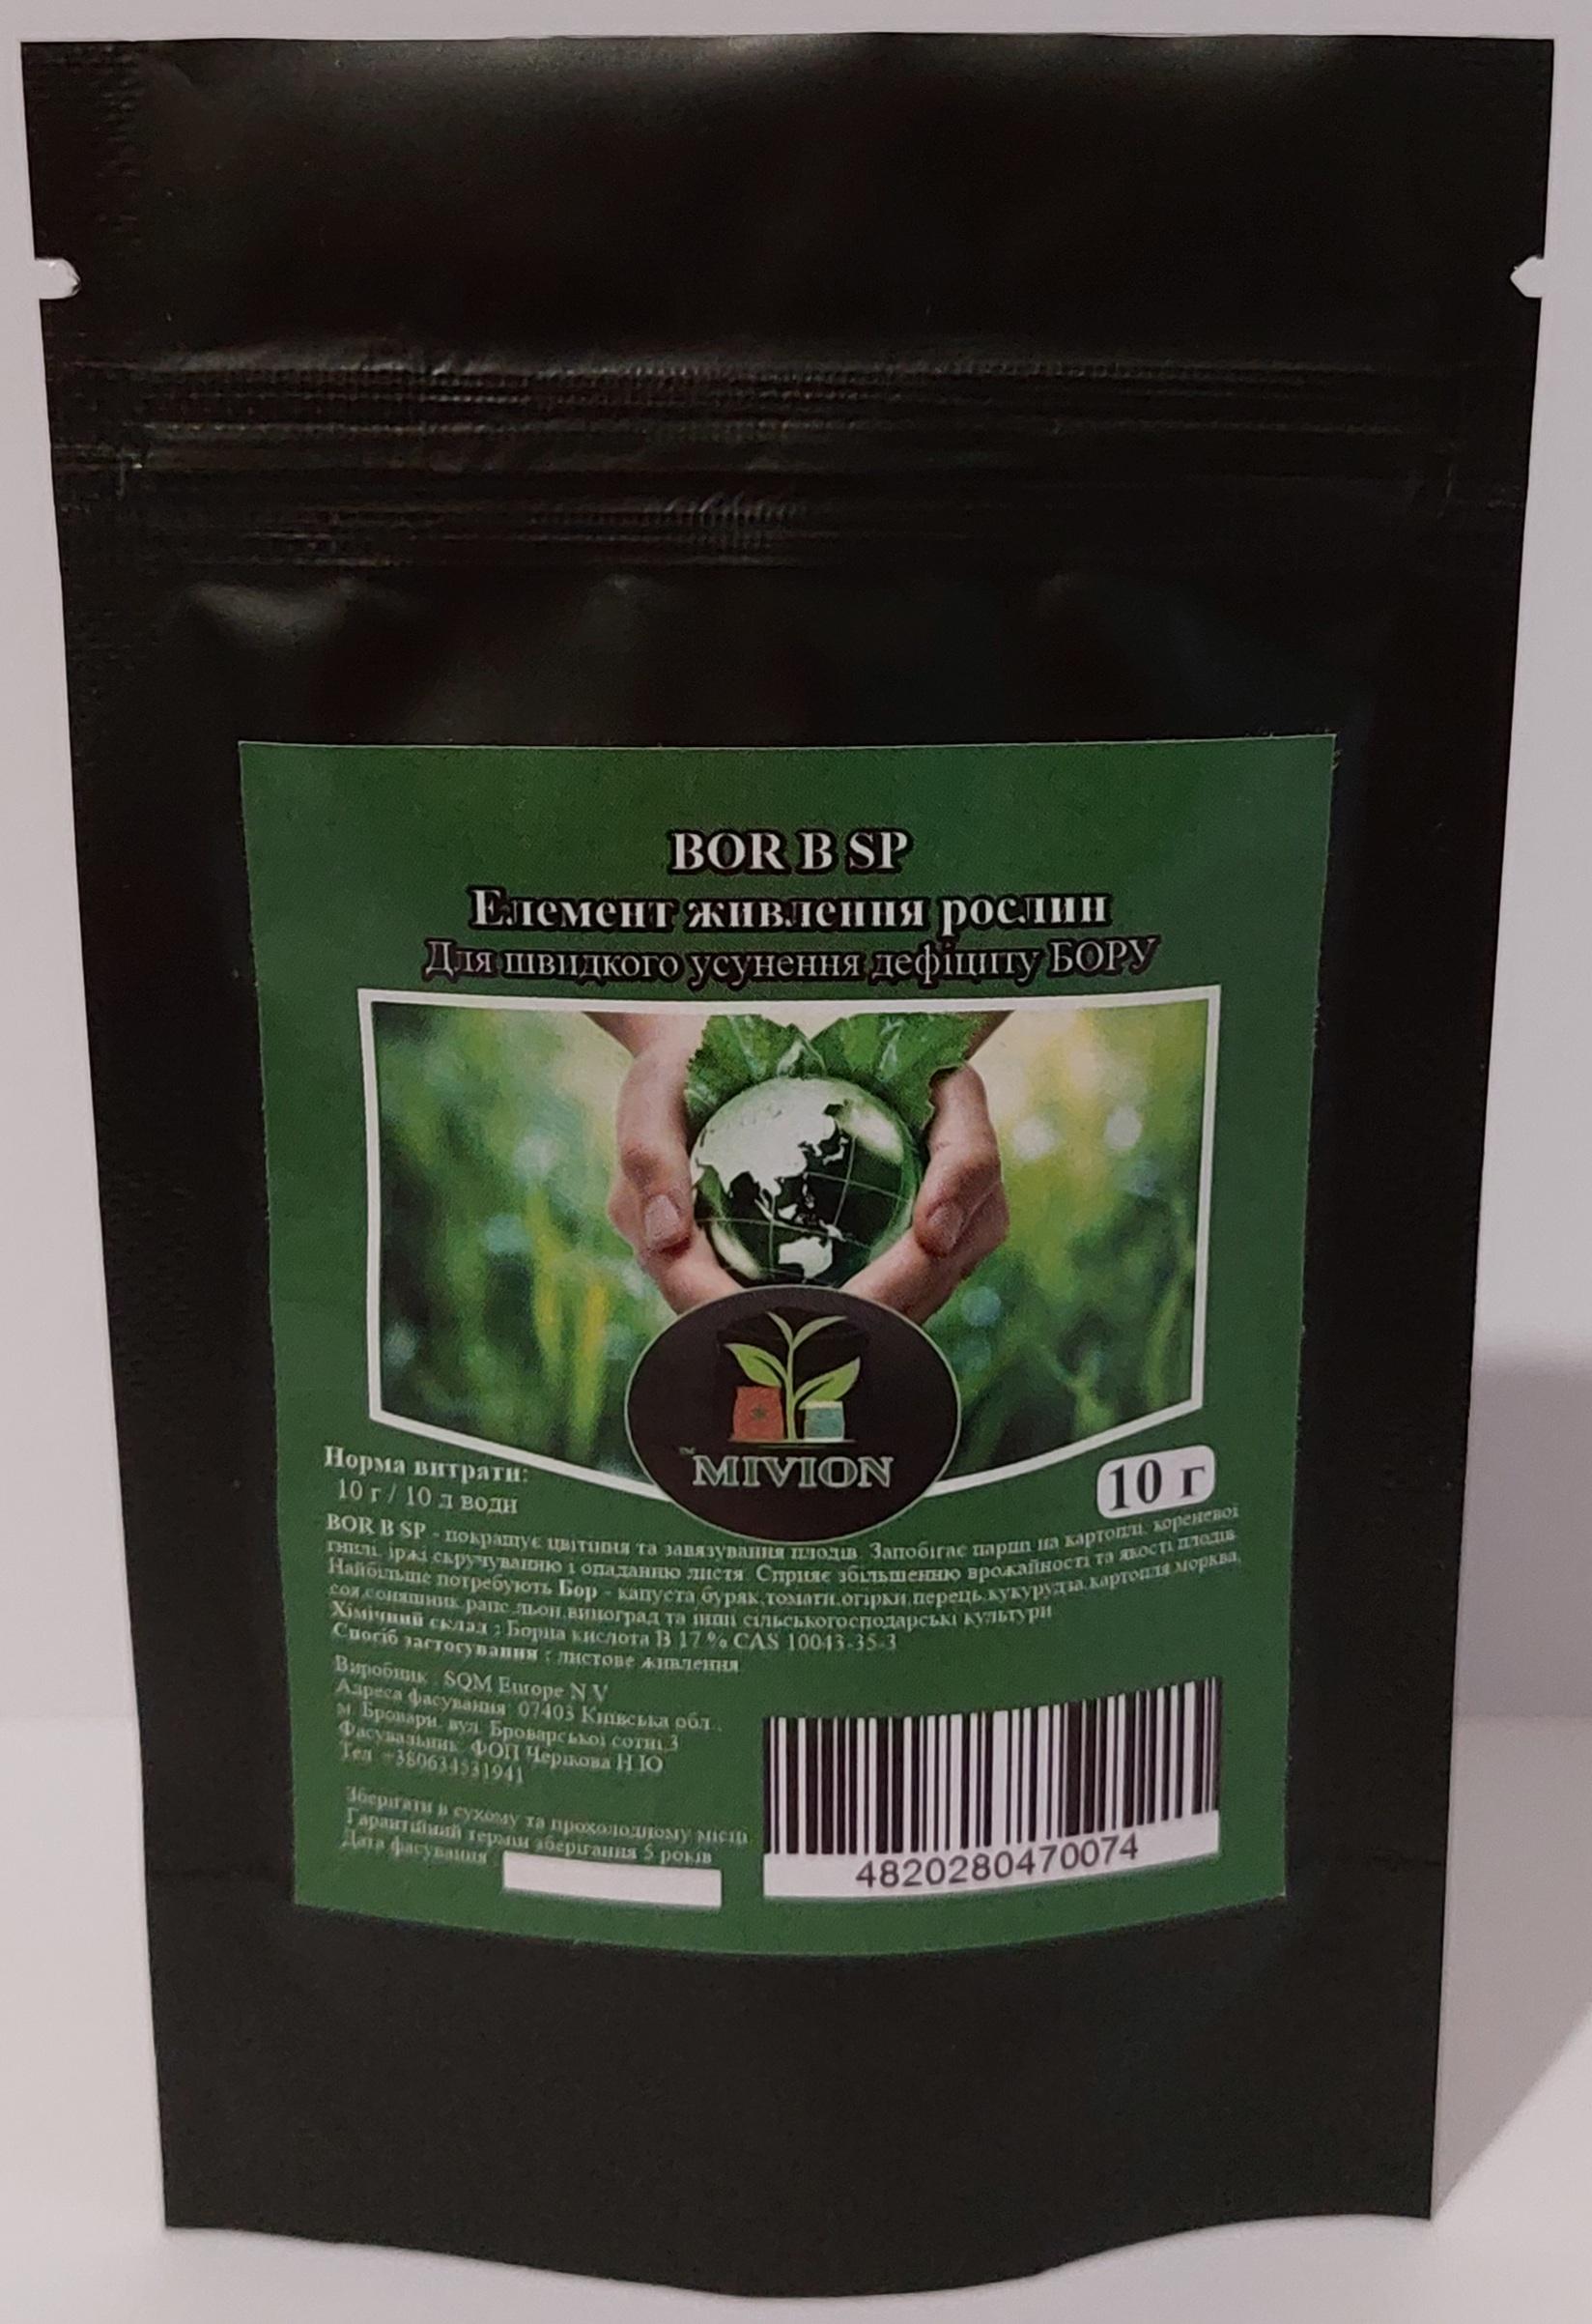 BOR B SP
Елемент живлення рослин
Для швидкого усунення дефіциту БОРУ
™MIVION
10 г
Норма витрати:
10 г / 10 л води
BOR B SP - покращує цвітіння та завязування плодів. Запобігає парші на картоплі, кореневої
гнилі, іржі скручуванню і опаданню листя. Сприяє збільшенню врожайності та якості плодів
Найбільше потребують Бор - капуста,буряк,томати,огірки,перець,кукурудза,картопля,морква,
соя,соняшник,рапс,льон,виноград та інші сільськогосподарські культури
Хімічний склад : Борна кислота В 17 % CAS 10043-35-3
Спосіб застосування : листове живлення
Виробник : SQM Europe N.V
Адреса фасування: 07403 Київська обл.,
м. Бровари, вул. Броварської сотні,3
Фасувальник: ФОП Черікова Н.Ю
Тел. +380634531941
Зберігати в сухому та прохолодному місці
Гарантійний термін зберігання 5 років
Дата фасування :
4820280470074